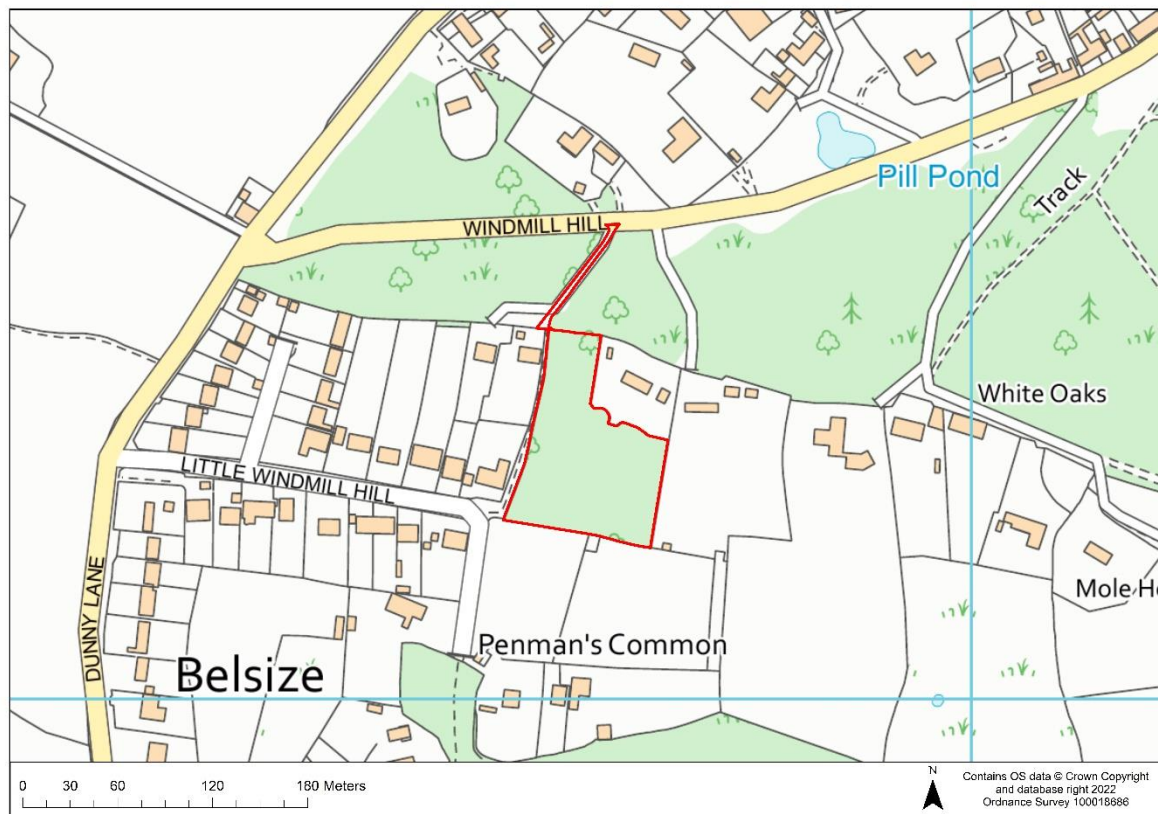 Pill Pond
WINDMILL HILL
Track
White Oaks
LITTLE WINDMILL HILL
DUNNY LANE
Mole H
Penman's Common
Belsize
0 30 60 120 180 Meters
N
Contains OS data © Crown Copyright
and database right 2022
Ordnance Survey 100018686